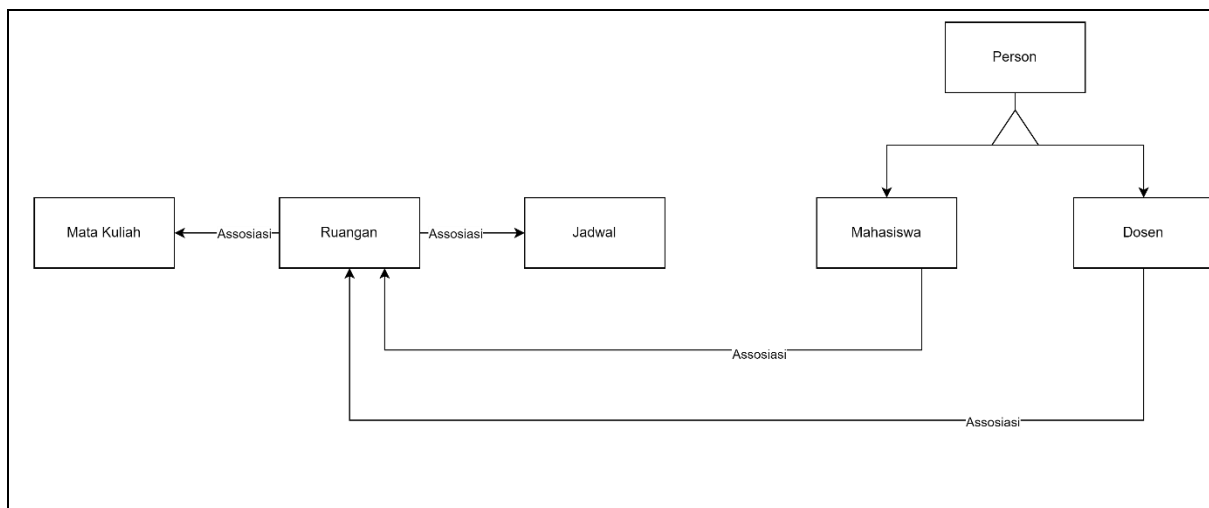 Person
Mata Kuliah
Assosiasi
Ruangan
Assosiasi
Jadwal
Mahasiswa
Dosen
Assosiasi
Assosiasi